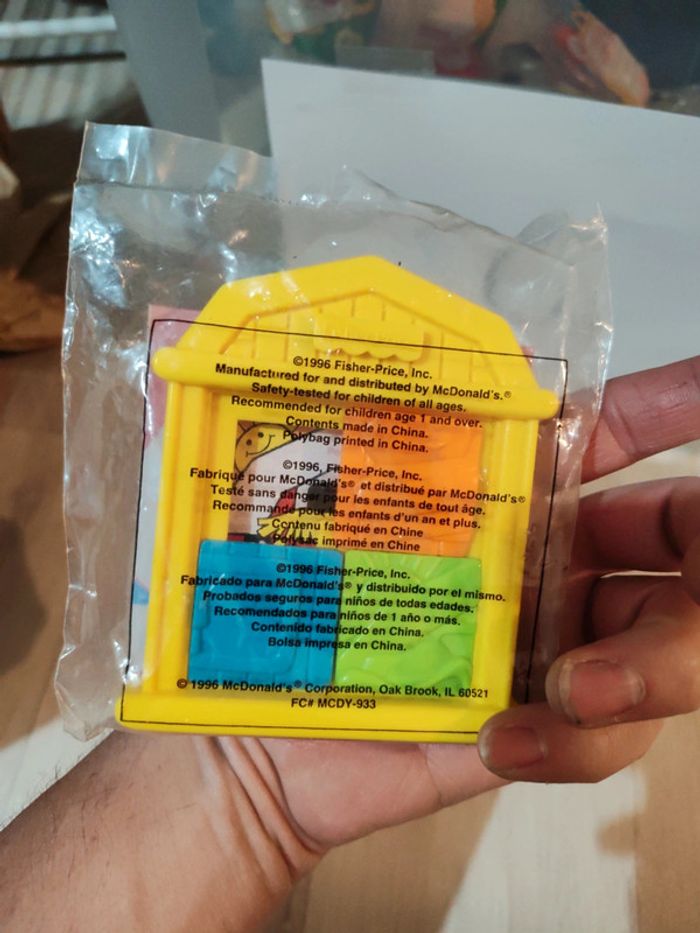 ©1996 Fisher-Price, Inc.
Manufactured for and distributed by McDonald's.®
Safety-tested for children of all ages.
Recommended for children age 1 and over.
Contents made in China.
Polybag printed in China.
©1996, Fisher-Price, Inc.
Fabriqué pour McDonald's® et distribué par McDonald's®
Testé sans danger pour les enfants de tout âge.
Recommandé pour les enfants d'un an et plus.
Contenu fabriqué en Chine
Polysac imprimé en Chine
©1996 Fisher-Price, Inc.
Fabricado para McDonald's® y distribuido por el mismo.
Probados seguros para niños de todas edades.
Recomendados para niños de 1 año o más.
Contenido fabricado en China.
Bolsa impresa en China.
© 1996 McDonald's® Corporation, Oak Brook, IL 60521
FC# MCDY-933